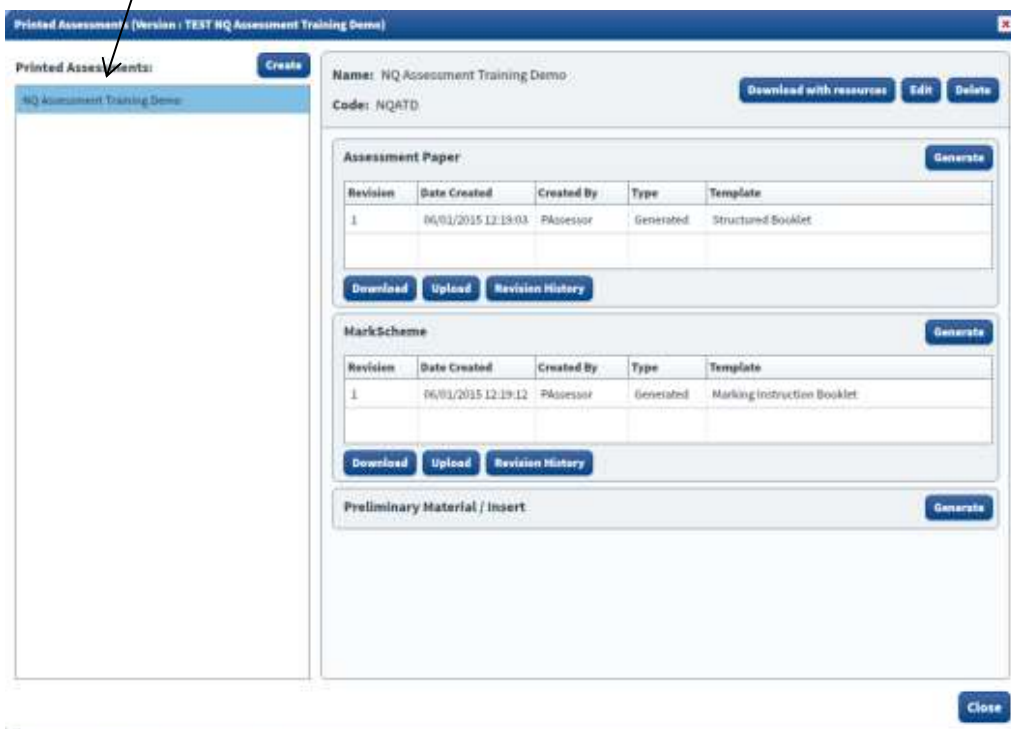 Printed Assessments (Version : TEST NQ Assessment Training Demo)
Printed Assessments:
Create
NQ Assessment Training Demo
Name: NQ Assessment Training Demo
Download with resources
Edit
Delete
Code: NQATD
Assessment Paper
Generate
Revision Date Created Created By Type Template
1 06/01/2015 12:19:03 PAssessor Generated Structured Booklet
Download Upload Revision History
MarkScheme
Generate
Revision Date Created Created By Type Template
1 06/01/2015 12:19:12 PAssessor Generated Marking Instruction Booklet
Download Upload Revision History
Preliminary Material / Insert
Generate
Close